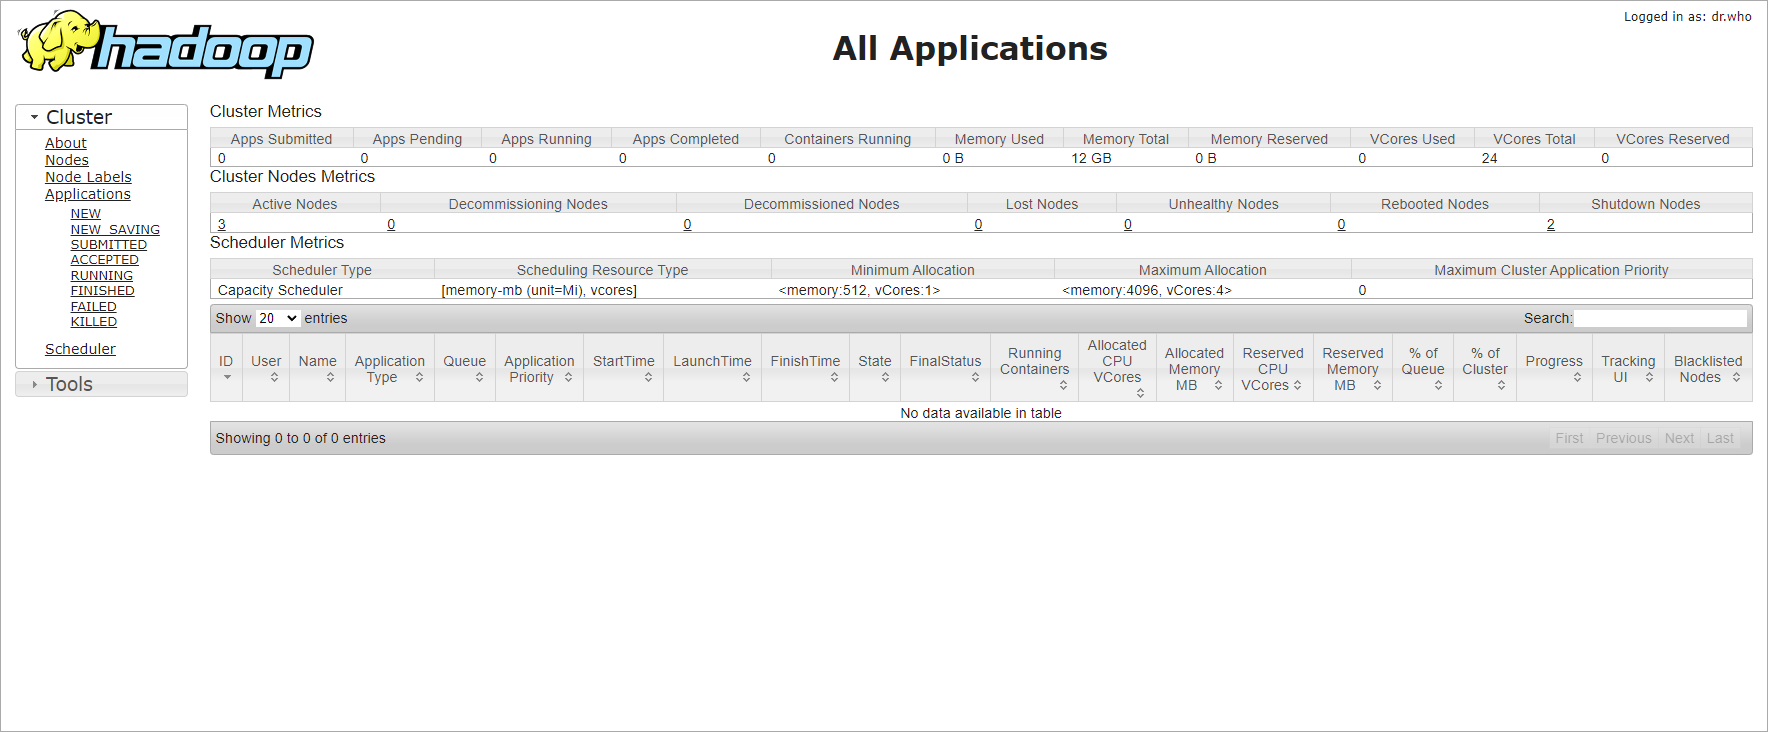 Logged in as: dr.who
hadoop
All Applications
Cluster
About
Nodes
Node Labels
Applications
NEW
NEW_SAVING
SUBMITTED
ACCEPTED
RUNNING
FINISHED
FAILED
KILLED
Scheduler
Tools
Cluster Metrics
Apps Submitted Apps Pending Apps Running Apps Completed Containers Running Memory Used Memory Total Memory Reserved VCores Used VCores Total VCores Reserved
0 0 0 0 0 0 B 12 GB 0 B 0 24 0
Cluster Nodes Metrics
Active Nodes Decommissioning Nodes Decommissioned Nodes Lost Nodes Unhealthy Nodes Rebooted Nodes Shutdown Nodes
3 0 0 0 0 0 2
Scheduler Metrics
Scheduler Type Scheduling Resource Type Minimum Allocation Maximum Allocation Maximum Cluster Application Priority
Capacity Scheduler [memory-mb (unit=Mi), vcores] <memory:512, vCores:1> <memory:4096, vCores:4> 0
Show 20 entries Search:
ID User Name Application Type Queue Application Priority StartTime LaunchTime FinishTime State FinalStatus Running Containers Allocated CPU VCores Allocated Memory MB Reserved CPU VCores Reserved Memory MB % of Queue % of Cluster Progress Tracking UI Blacklisted Nodes
No data available in table
Showing 0 to 0 of 0 entries First Previous Next Last